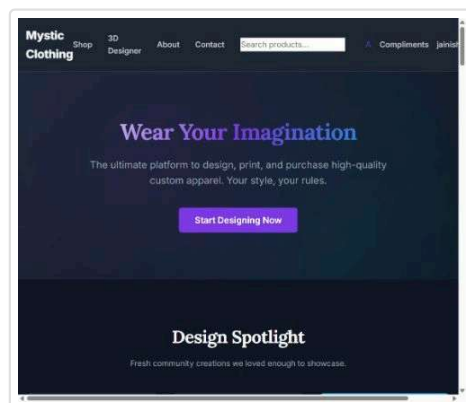 Mystic
Clothing
Shop
3D
Designer
About
Contact
Search products...
Compliments
jainish
Wear Your Imagination
The ultimate platform to design, print, and purchase high-quality
custom apparel. Your style, your rules.
Start Designing Now
Design Spotlight
Fresh community creations we loved enough to showcase.